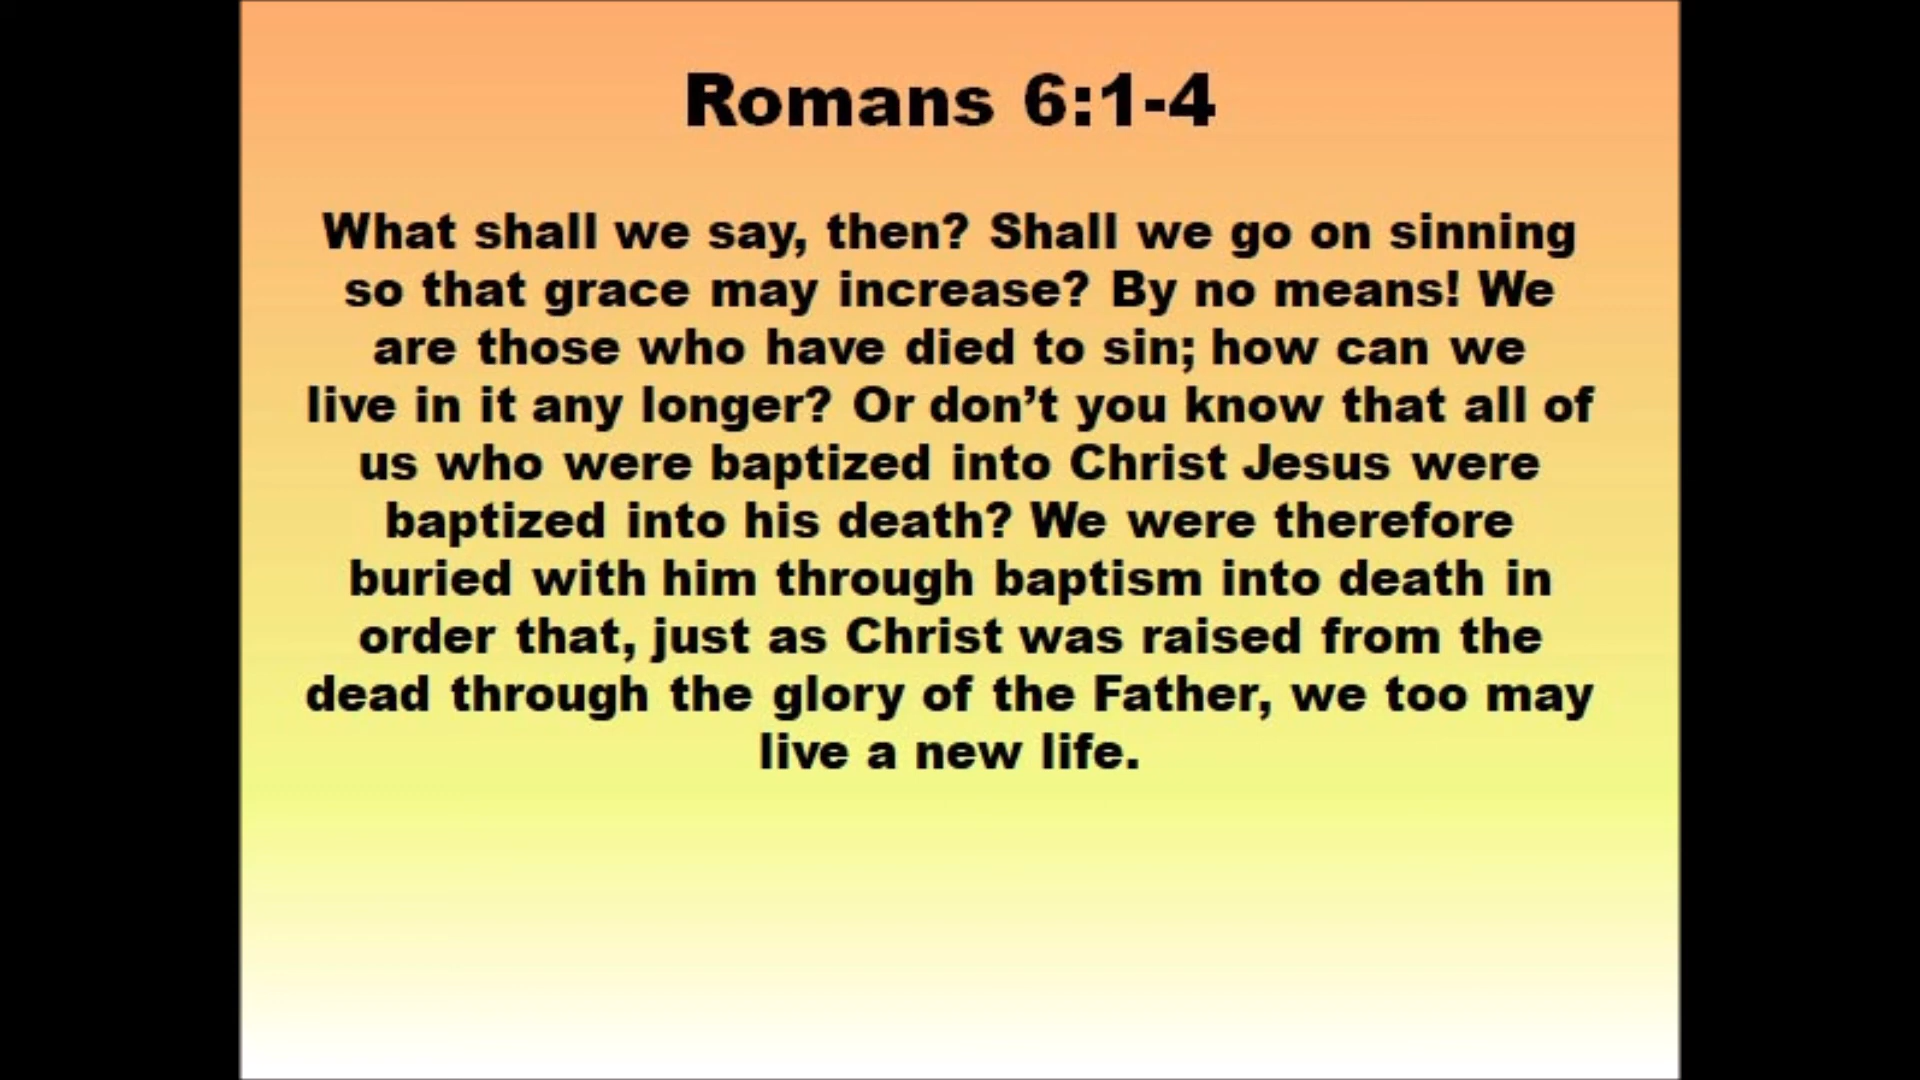 Romans 6:1-4
What shall we say, then? Shall we go on sinning
so that grace may increase? By no means! We
are those who have died to sin; how can we
live in it any longer? Or don’t you know that all of
us who were baptized into Christ Jesus were
baptized into his death? We were therefore
buried with him through baptism into death in
order that, just as Christ was raised from the
dead through the glory of the Father, we too may
live a new life.